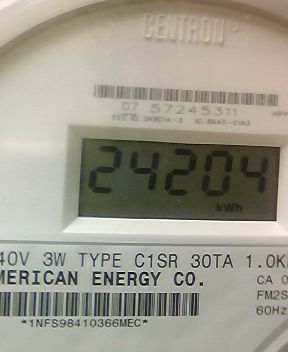 CENTRON®
07 57245311
24204
kWh
40V 3W TYPE C1SR 30TA 1.0K
MERICAN ENERGY CO.
CA 0
FM2S
*1NFS98410366MEC*
60Hz